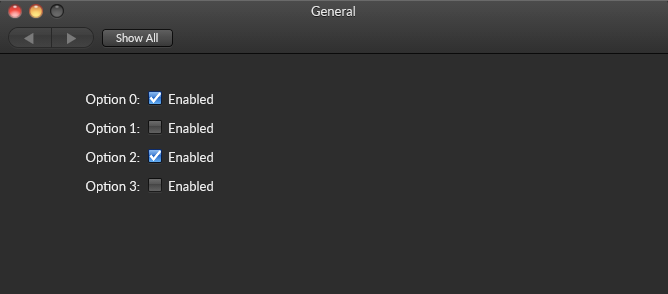 General
Show All
Option 0: Enabled
Option 1: Enabled
Option 2: Enabled
Option 3: Enabled